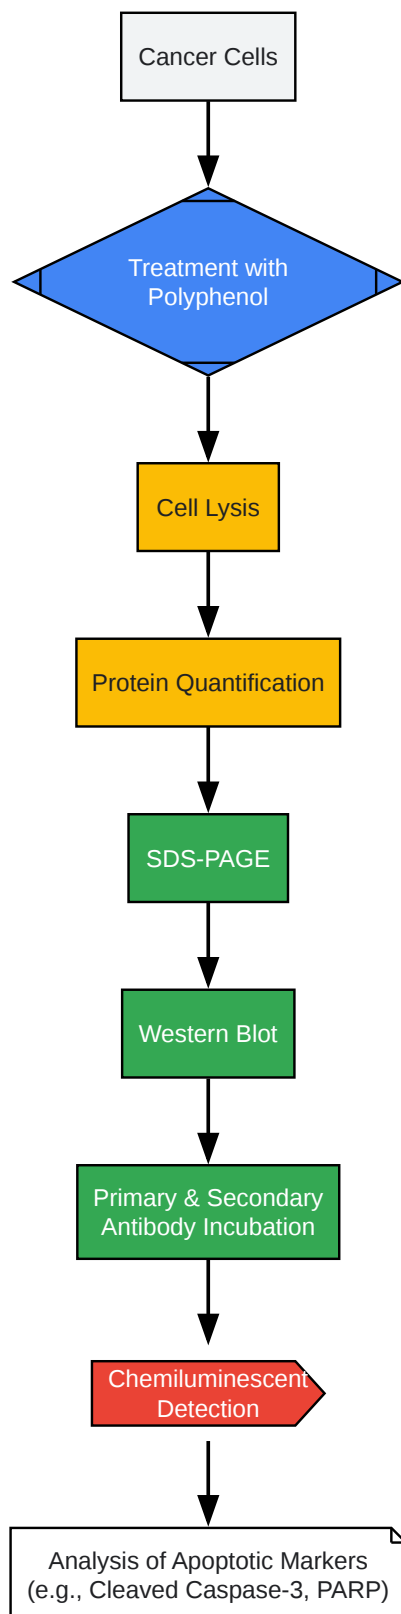 Cancer Cells
Treatment with
Polyphenol
Cell Lysis
Protein Quantification
SDS-PAGE
Western Blot
Primary & Secondary
Antibody Incubation
Chemiluminescent
Detection
Analysis of Apoptotic Markers
(e.g., Cleaved Caspase-3, PARP)